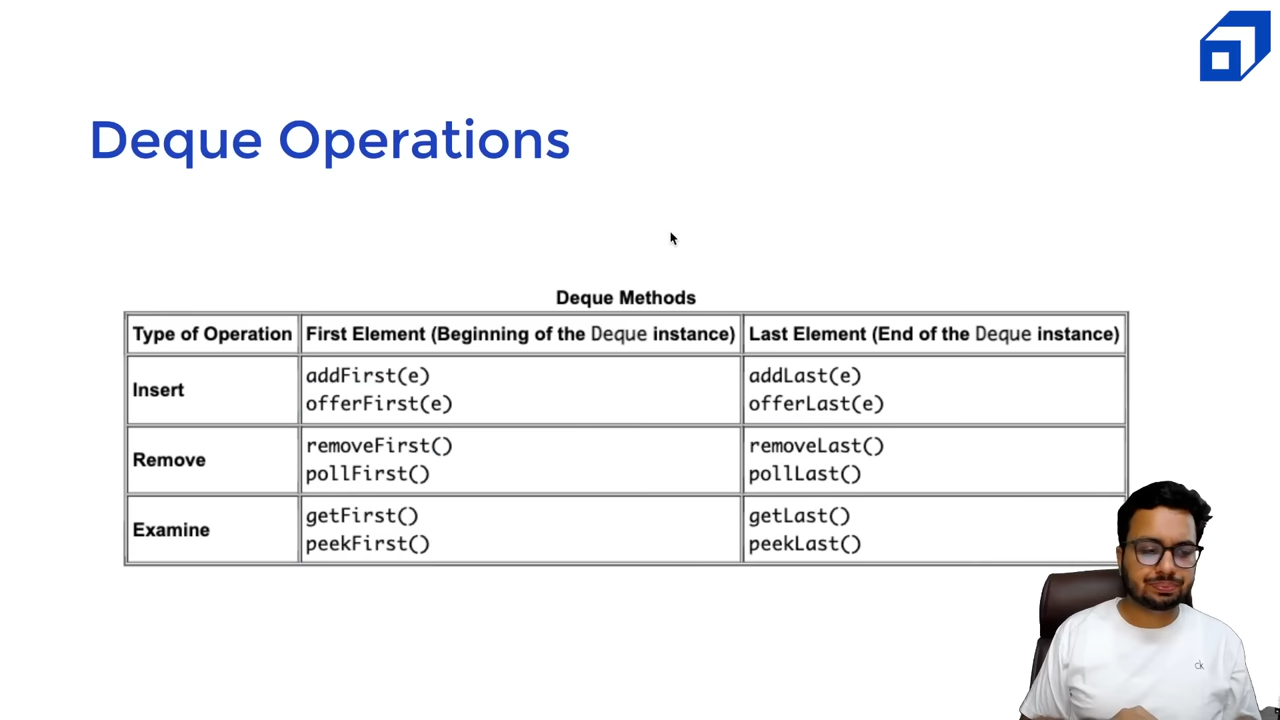 Deque Operations
Deque Methods
Type of Operation First Element (Beginning of the Deque instance) Last Element (End of the Deque instance)
Insert
addFirst(e)
offerFirst(e)
addLast(e)
offerLast(e)
Remove
removeFirst()
pollFirst()
removeLast()
pollLast()
Examine
getFirst()
peekFirst()
getLast()
peekLast()
ck